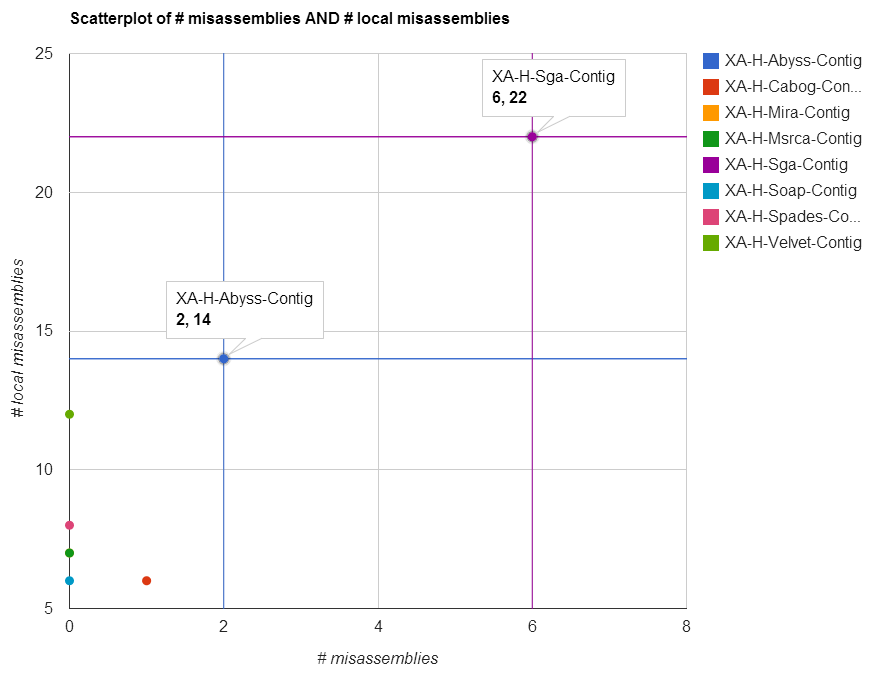 Scatterplot of # misassemblies AND # local misassemblies
25
20
15
10
5
# local misassemblies
0
2
4
6
8
# misassemblies
XA-H-Sga-Contig
6, 22
XA-H-Abyss-Contig
2, 14
XA-H-Abyss-Contig
XA-H-Cabog-Con...
XA-H-Mira-Contig
XA-H-Msrca-Contig
XA-H-Sga-Contig
XA-H-Soap-Contig
XA-H-Spades-Co...
XA-H-Velvet-Contig